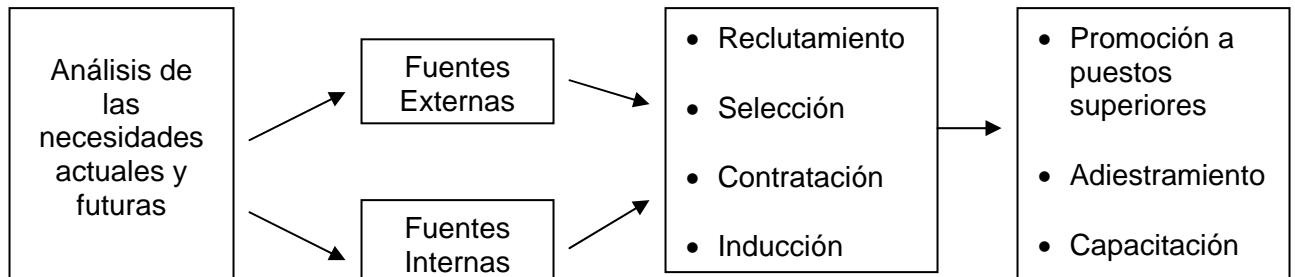 Análisis de
las
necesidades
actuales y
futuras
Fuentes
Externas
Fuentes
Internas
• Reclutamiento
• Selección
• Contratación
• Inducción
• Promoción a
puestos
superiores
• Adiestramiento
• Capacitación